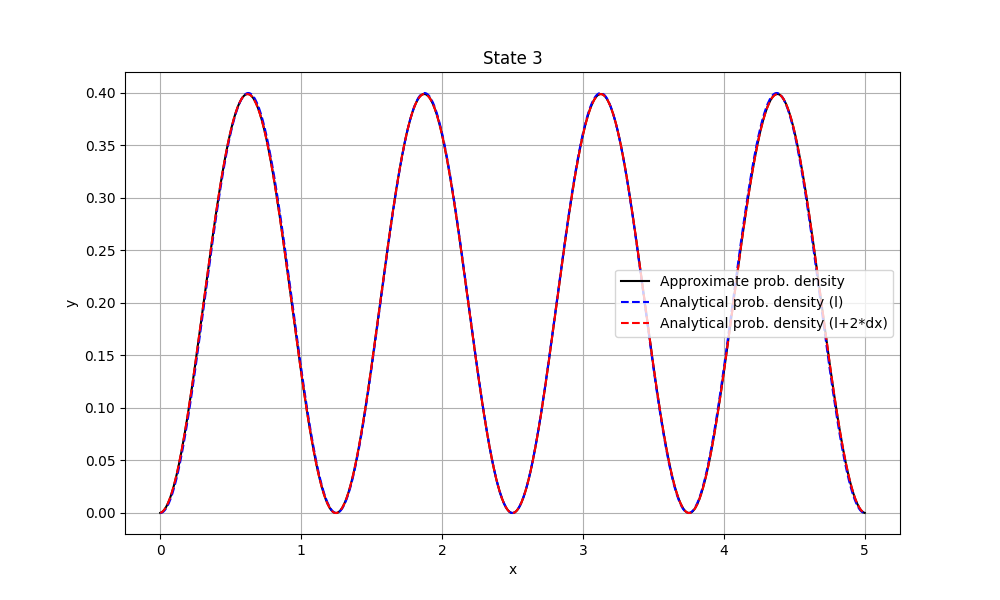 State 3
0.40
0.35
0.30
0.25
0.20
0.15
0.10
0.05
0.00
y
Approximate prob. density
Analytical prob. density (l)
Analytical prob. density (l+2*dx)
0 1 2 3 4 5
x